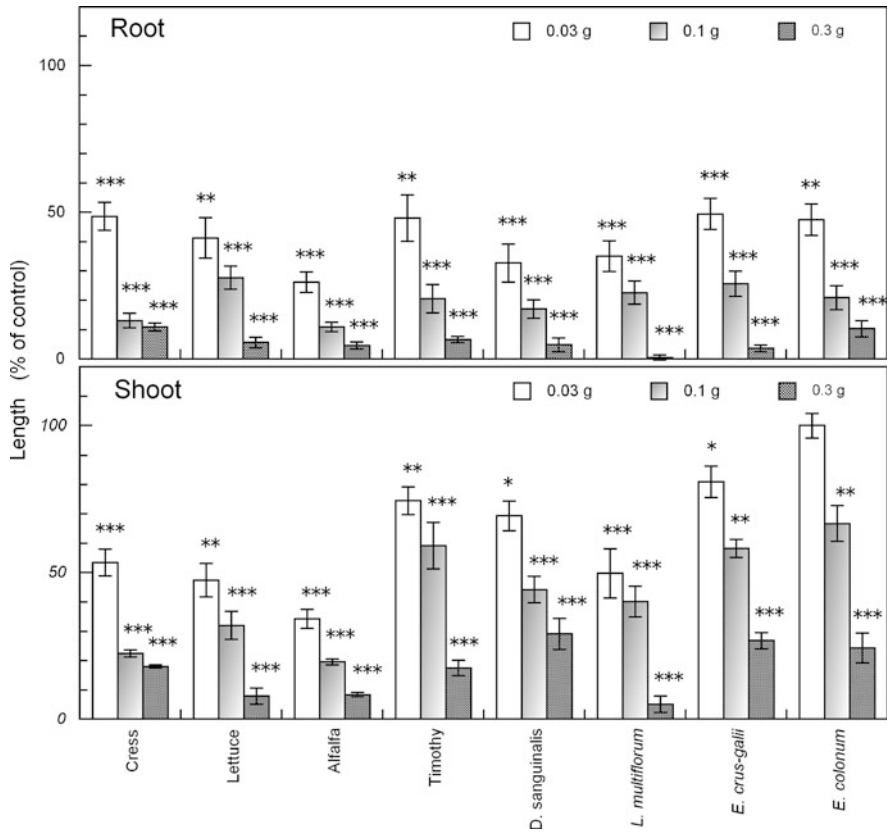 Root
0.03 g 0.1 g 0.3 g
100
50
0
*** ** *** ** *** *** *** **
*** *** *** *** *** *** *** ***
*** *** *** *** *** *** *** ***
Shoot
0.03 g 0.1 g 0.3 g
100
50
0
*** ** *** ** * *** *
*** *** *** *** *** *** ** **
*** *** *** *** *** *** *** ***
Length (% of control)
Cress
Lettuce
Alfalfa
Timothy
D. sanguinalis
L. multiflorum
E. crus-galii
E. colonum